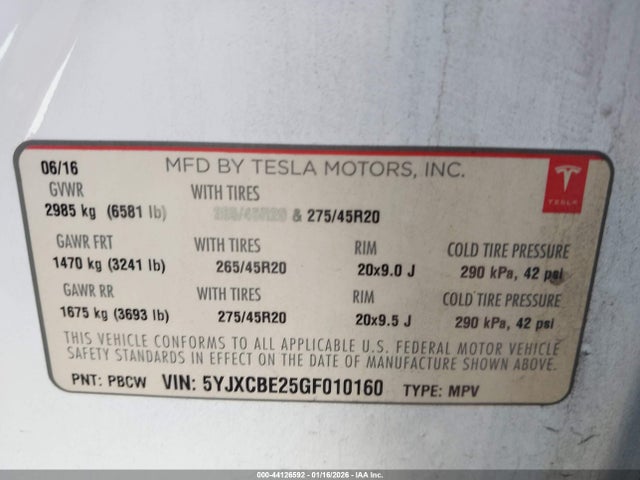 06/16 MFD BY TESLA MOTORS, INC.
TESLA
GVWR WITH TIRES
2985 kg (6581 lb) 265/45R20 & 275/45R20
GAWR FRT WITH TIRES RIM COLD TIRE PRESSURE
1470 kg (3241 lb) 265/45R20 20x9.0 J 290 kPa, 42 psi
GAWR RR WITH TIRES RIM COLD TIRE PRESSURE
1675 kg (3693 lb) 275/45R20 20x9.5 J 290 kPa, 42 psi
THIS VEHICLE CONFORMS TO ALL APPLICABLE U.S. FEDERAL MOTOR VEHICLE
SAFETY STANDARDS IN EFFECT ON THE DATE OF MANUFACTURE SHOWN ABOVE.
PNT: PBCW VIN: 5YJXCBE25GF010160 TYPE: MPV
000-44126592 - 01/16/2026 - IAA Inc.